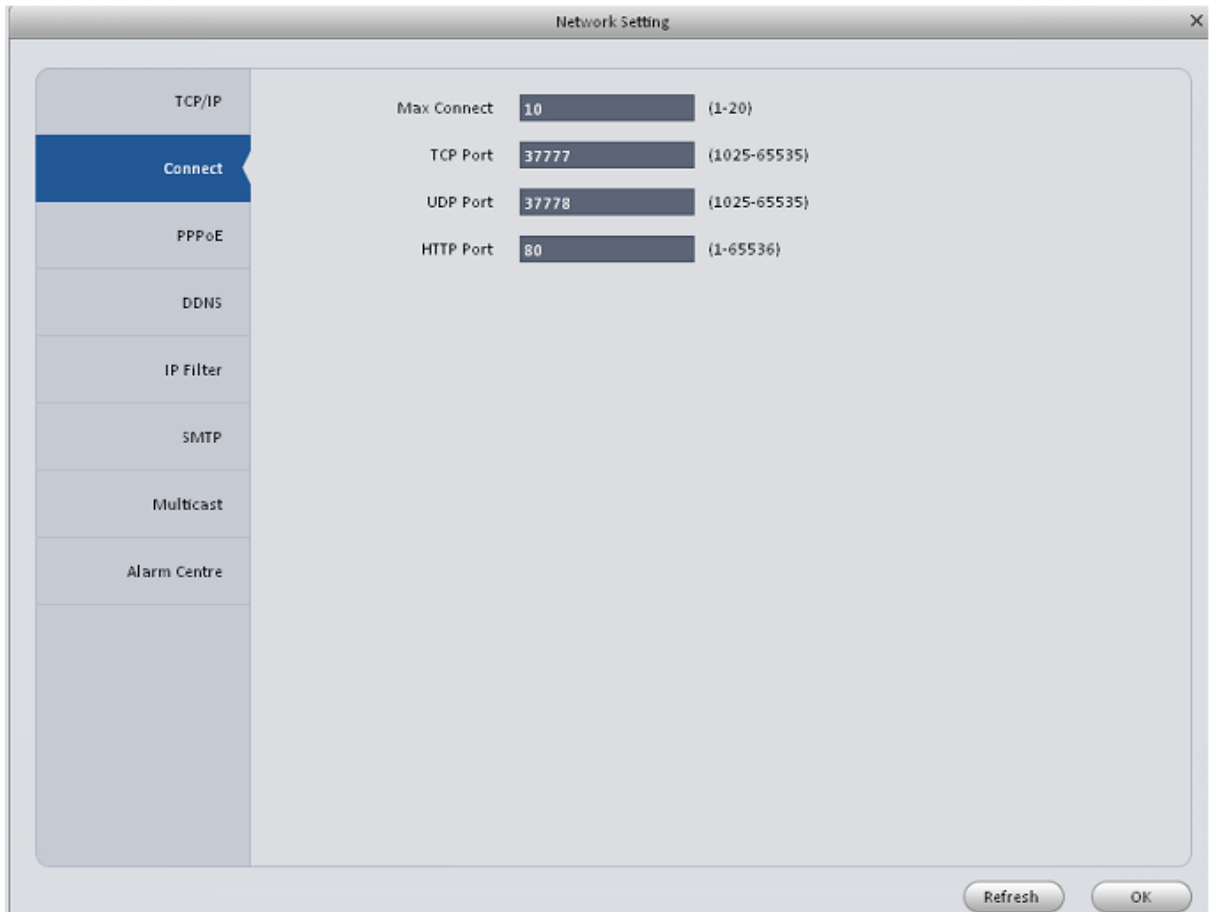 Network Setting
TCP/IP
Connect
PPPoE
DDNS
IP Filter
SMTP
Multicast
Alarm Centre
Max Connect 10 (1-20)
TCP Port 37777 (1025-65535)
UDP Port 37778 (1025-65535)
HTTP Port 80 (1-65536)
Refresh OK